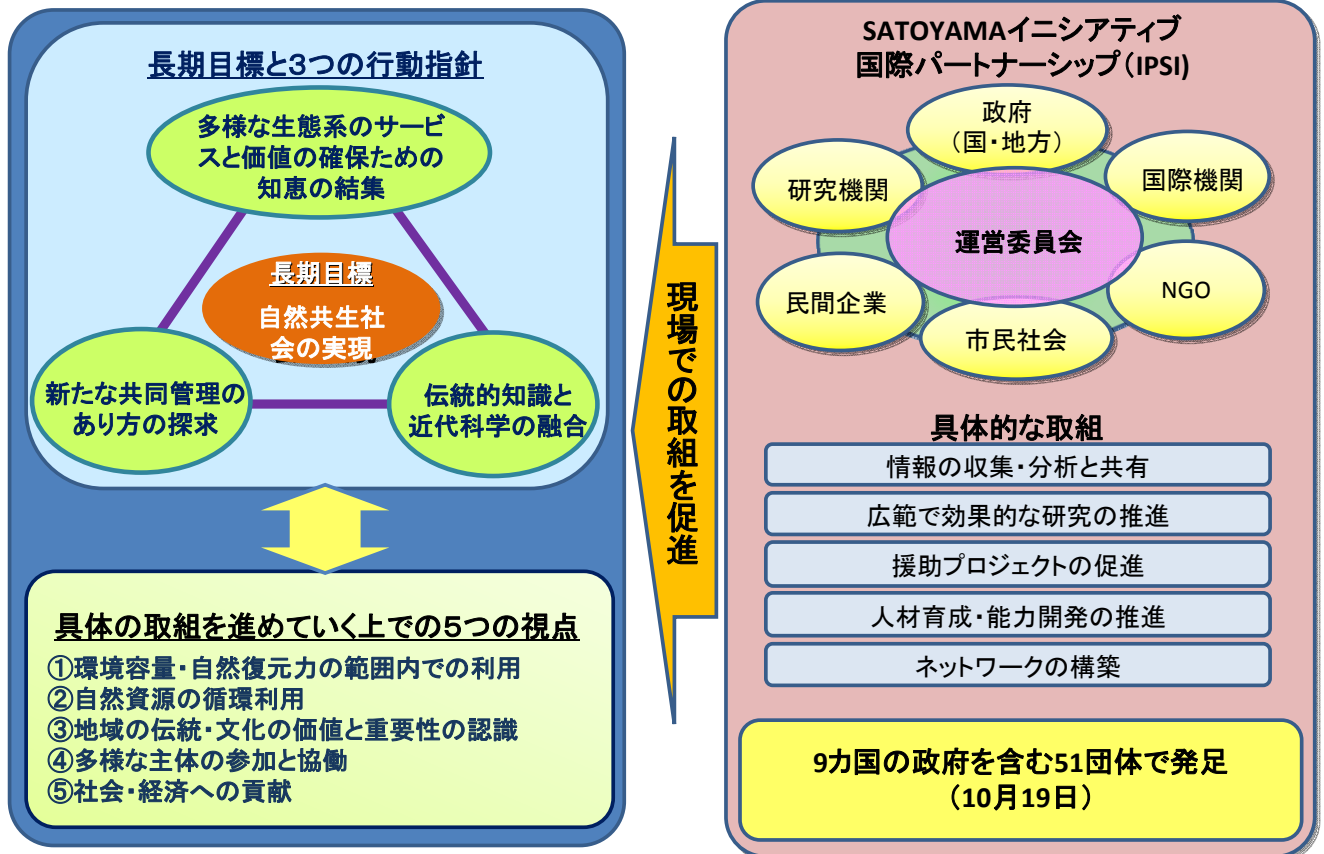 長期目標と3つの行動指針
多様な生態系のサービ
スと価値の確保ための
知恵の結集
長期目標
自然共生社
会の実現
新たな共同管理の
あり方の探求
伝統的知識と
近代科学の融合
具体の取組を進めていく上での5つの視点
①環境容量・自然復元力の範囲内での利用
②自然資源の循環利用
③地域の伝統・文化の価値と重要性の認識
④多様な主体の参加と協働
⑤社会・経済への貢献
現場での取組を促進
SATOYAMAイニシアティブ
国際パートナーシップ(IPSI)
政府
(国・地方)
研究機関
国際機関
運営委員会
民間企業
NGO
市民社会
具体的な取組
情報の収集・分析と共有
広範で効果的な研究の推進
援助プロジェクトの促進
人材育成・能力開発の推進
ネットワークの構築
9カ国の政府を含む51団体で発足
(10月19日)